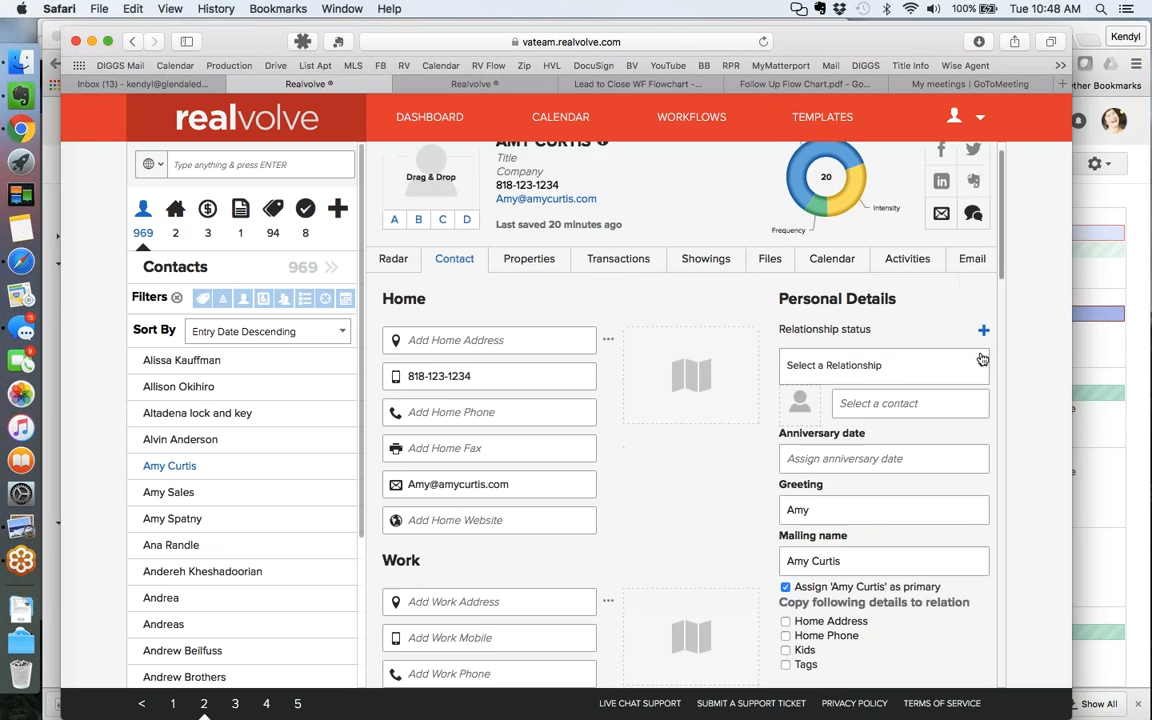 Safari File Edit View History Bookmarks Window Help 100% Tue 10:48 AM
vateam.realvolve.com Kendyl
DIGGS Mail Calendar Production Drive List Apt MLS FB RV Calendar RV Flow Zip HVL DocuSign BV YouTube BB RPR MyMatterport Mail DIGGS Title Info Wise Agent >>
Inbox (13) - kendyl@glendaled... Realvolve ® Realvolve ® Lead to Close WF Flowchart -... Follow Up Flow Chart.pdf - Go... My meetings | GoToMeeting + ther Bookmarks
realvolve DASHBOARD CALENDAR WORKFLOWS TEMPLATES
AMY CURTIS
Type anything & press ENTER
Title
Company
Drag & Drop
818-123-1234
20
Amy@amycurtis.com
Intensity
A B C D
Last saved 20 minutes ago
Frequency
969 2 3 1 94 8
Contacts 969
Radar Contact Properties Transactions Showings Files Calendar Activities Email
Filters
Sort By Entry Date Descending
Alissa Kauffman
Allison Okihiro
Altadena lock and key
Alvin Anderson
Amy Curtis
Amy Sales
Amy Spatny
Ana Randle
Andereh Kheshadoorian
Andrea
Andreas
Andrew Beilfuss
Andrew Brothers
Home
Add Home Address
818-123-1234
Add Home Phone
Add Home Fax
Amy@amycurtis.com
Add Home Website
Work
Add Work Address
Add Work Mobile
Add Work Phone
Personal Details
Relationship status
Select a Relationship
Select a contact
Anniversary date
Assign anniversary date
Greeting
Amy
Mailing name
Amy Curtis
Assign 'Amy Curtis' as primary
Copy following details to relation
Home Address
Home Phone
Kids
Tags
< 1 2 3 4 5
LIVE CHAT SUPPORT SUBMIT A SUPPORT TICKET PRIVACY POLICY TERMS OF SERVICE
Show All